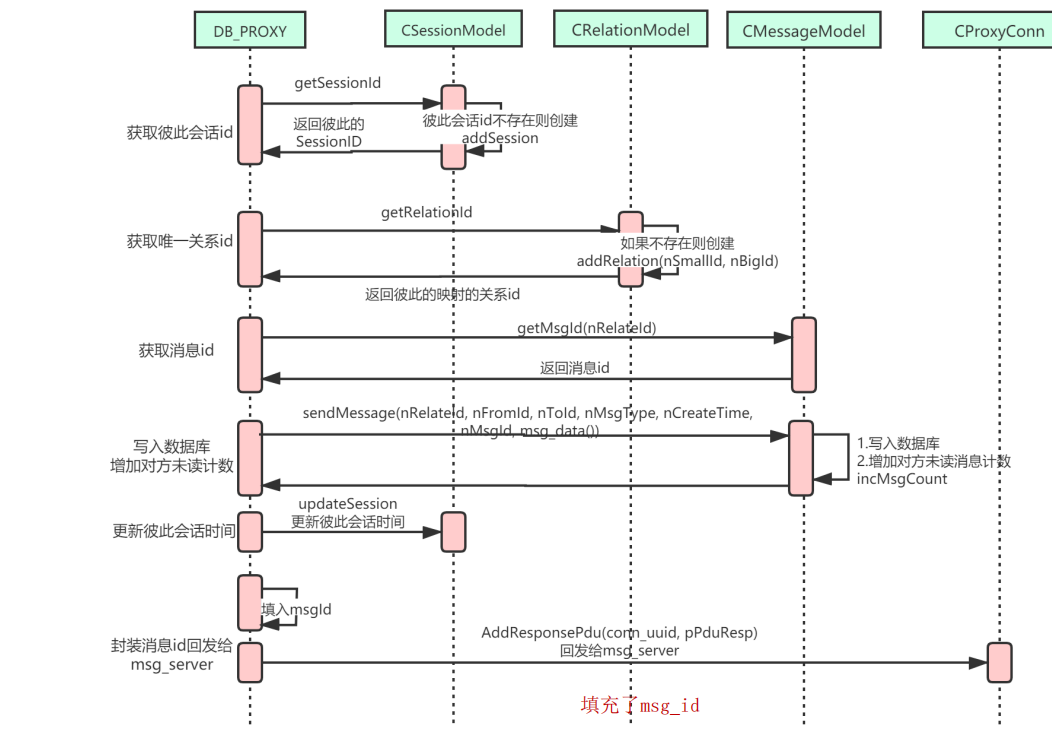 DB_PROXY
CSessionModel
CRelationModel
CMessageModel
CProxyConn
getSessionId
获取彼此会话id
返回彼此的
SessionID
彼此会话id不存在则创建
addSession
getRelationId
获取唯一关系id
如果不存在则创建
addRelation(nSmallId, nBigId)
返回彼此的映射的关系id
getMsgId(nRelateId)
获取消息id
返回消息id
sendMessage(nRelateId, nFromId, nToId, nMsgType, nCreateTime,
nMsgId, msg_data())
写入数据库
增加对方未读计数
1.写入数据库
2.增加对方未读消息计数
incMsgCount
updateSession
更新彼此会话时间
更新彼此会话时间
填入msgId
封装消息id回发给
msg_server
AddResponsePdu(conn_uuid, pPduResp)
回发给msg_server
填充了msg_id